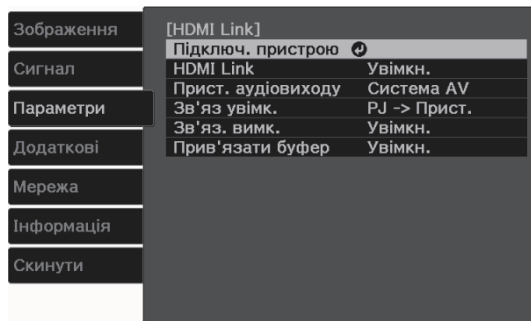 Зображення
Сигнал
Параметри
Додаткові
Мережа
Інформація
Скинути
[HDMI Link]
Підключ. пристрою
HDMI Link Увімкн.
Прист. аудіовиходу Система AV
Зв'яз увімк. PJ -> Прист.
Зв'яз. вимк. Увімкн.
Прив'язати буфер Увімкн.